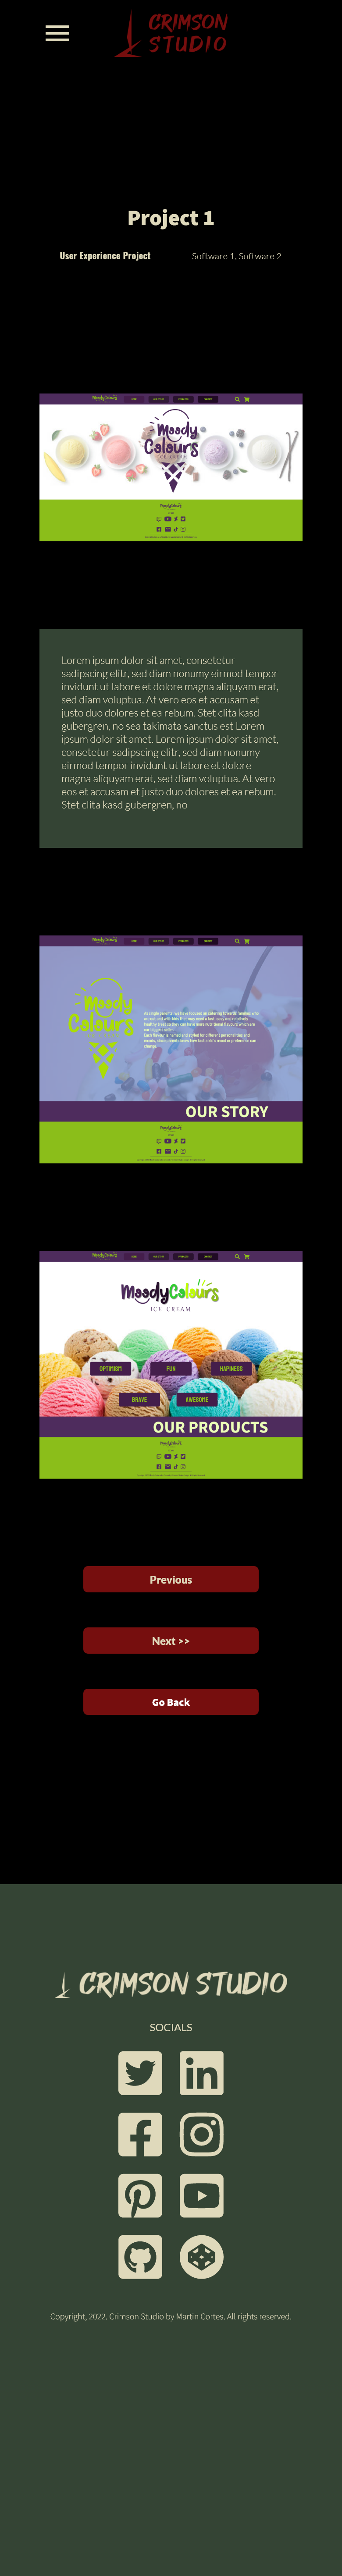 CRIMSON
STUDIO
Project 1
User Experience Project
Software 1, Software 2
MoodyColours
Moody
Colours
ICE CREAM
MoodyColours
Lorem ipsum dolor sit amet, consetetur
sadipscing elitr, sed diam nonumy eirmod tempor
invidunt ut labore et dolore magna aliquyam erat,
sed diam voluptua. At vero eos et accusam et
justo duo dolores et ea rebum. Stet clita kasd
gubergren, no sea takimata sanctus est Lorem
ipsum dolor sit amet. Lorem ipsum dolor sit amet,
consetetur sadipscing elitr, sed diam nonumy
eirmod tempor invidunt ut labore et dolore
magna aliquyam erat, sed diam voluptua. At vero
eos et accusam et justo duo dolores et ea rebum.
Stet clita kasd gubergren, no
MoodyColours
Moody
Colours
OUR STORY
MoodyColours
MoodyColours
MoodyColours
ICE CREAM
OPTIMISM FUN HAPINESS
BRAVE AWESOME
OUR PRODUCTS
MoodyColours
Previous
Next >>
Go Back
CRIMSON STUDIO
SOCIALS
Copyright, 2022. Crimson Studio by Martin Cortes. All rights reserved.